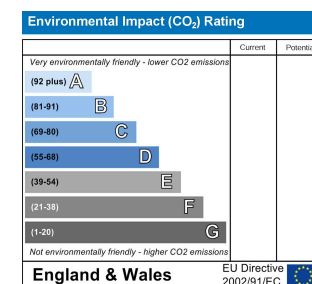 Environmental Impact (CO₂) Rating
Current Potentia
Very environmentally friendly - lower CO2 emissions
(92 plus) A
(81-91) B
(69-80) C
(55-68) D
(39-54) E
(21-38) F
(1-20) G
Not environmentally friendly - higher CO2 emissions
England & Wales
EU Directive
2002/91/EC